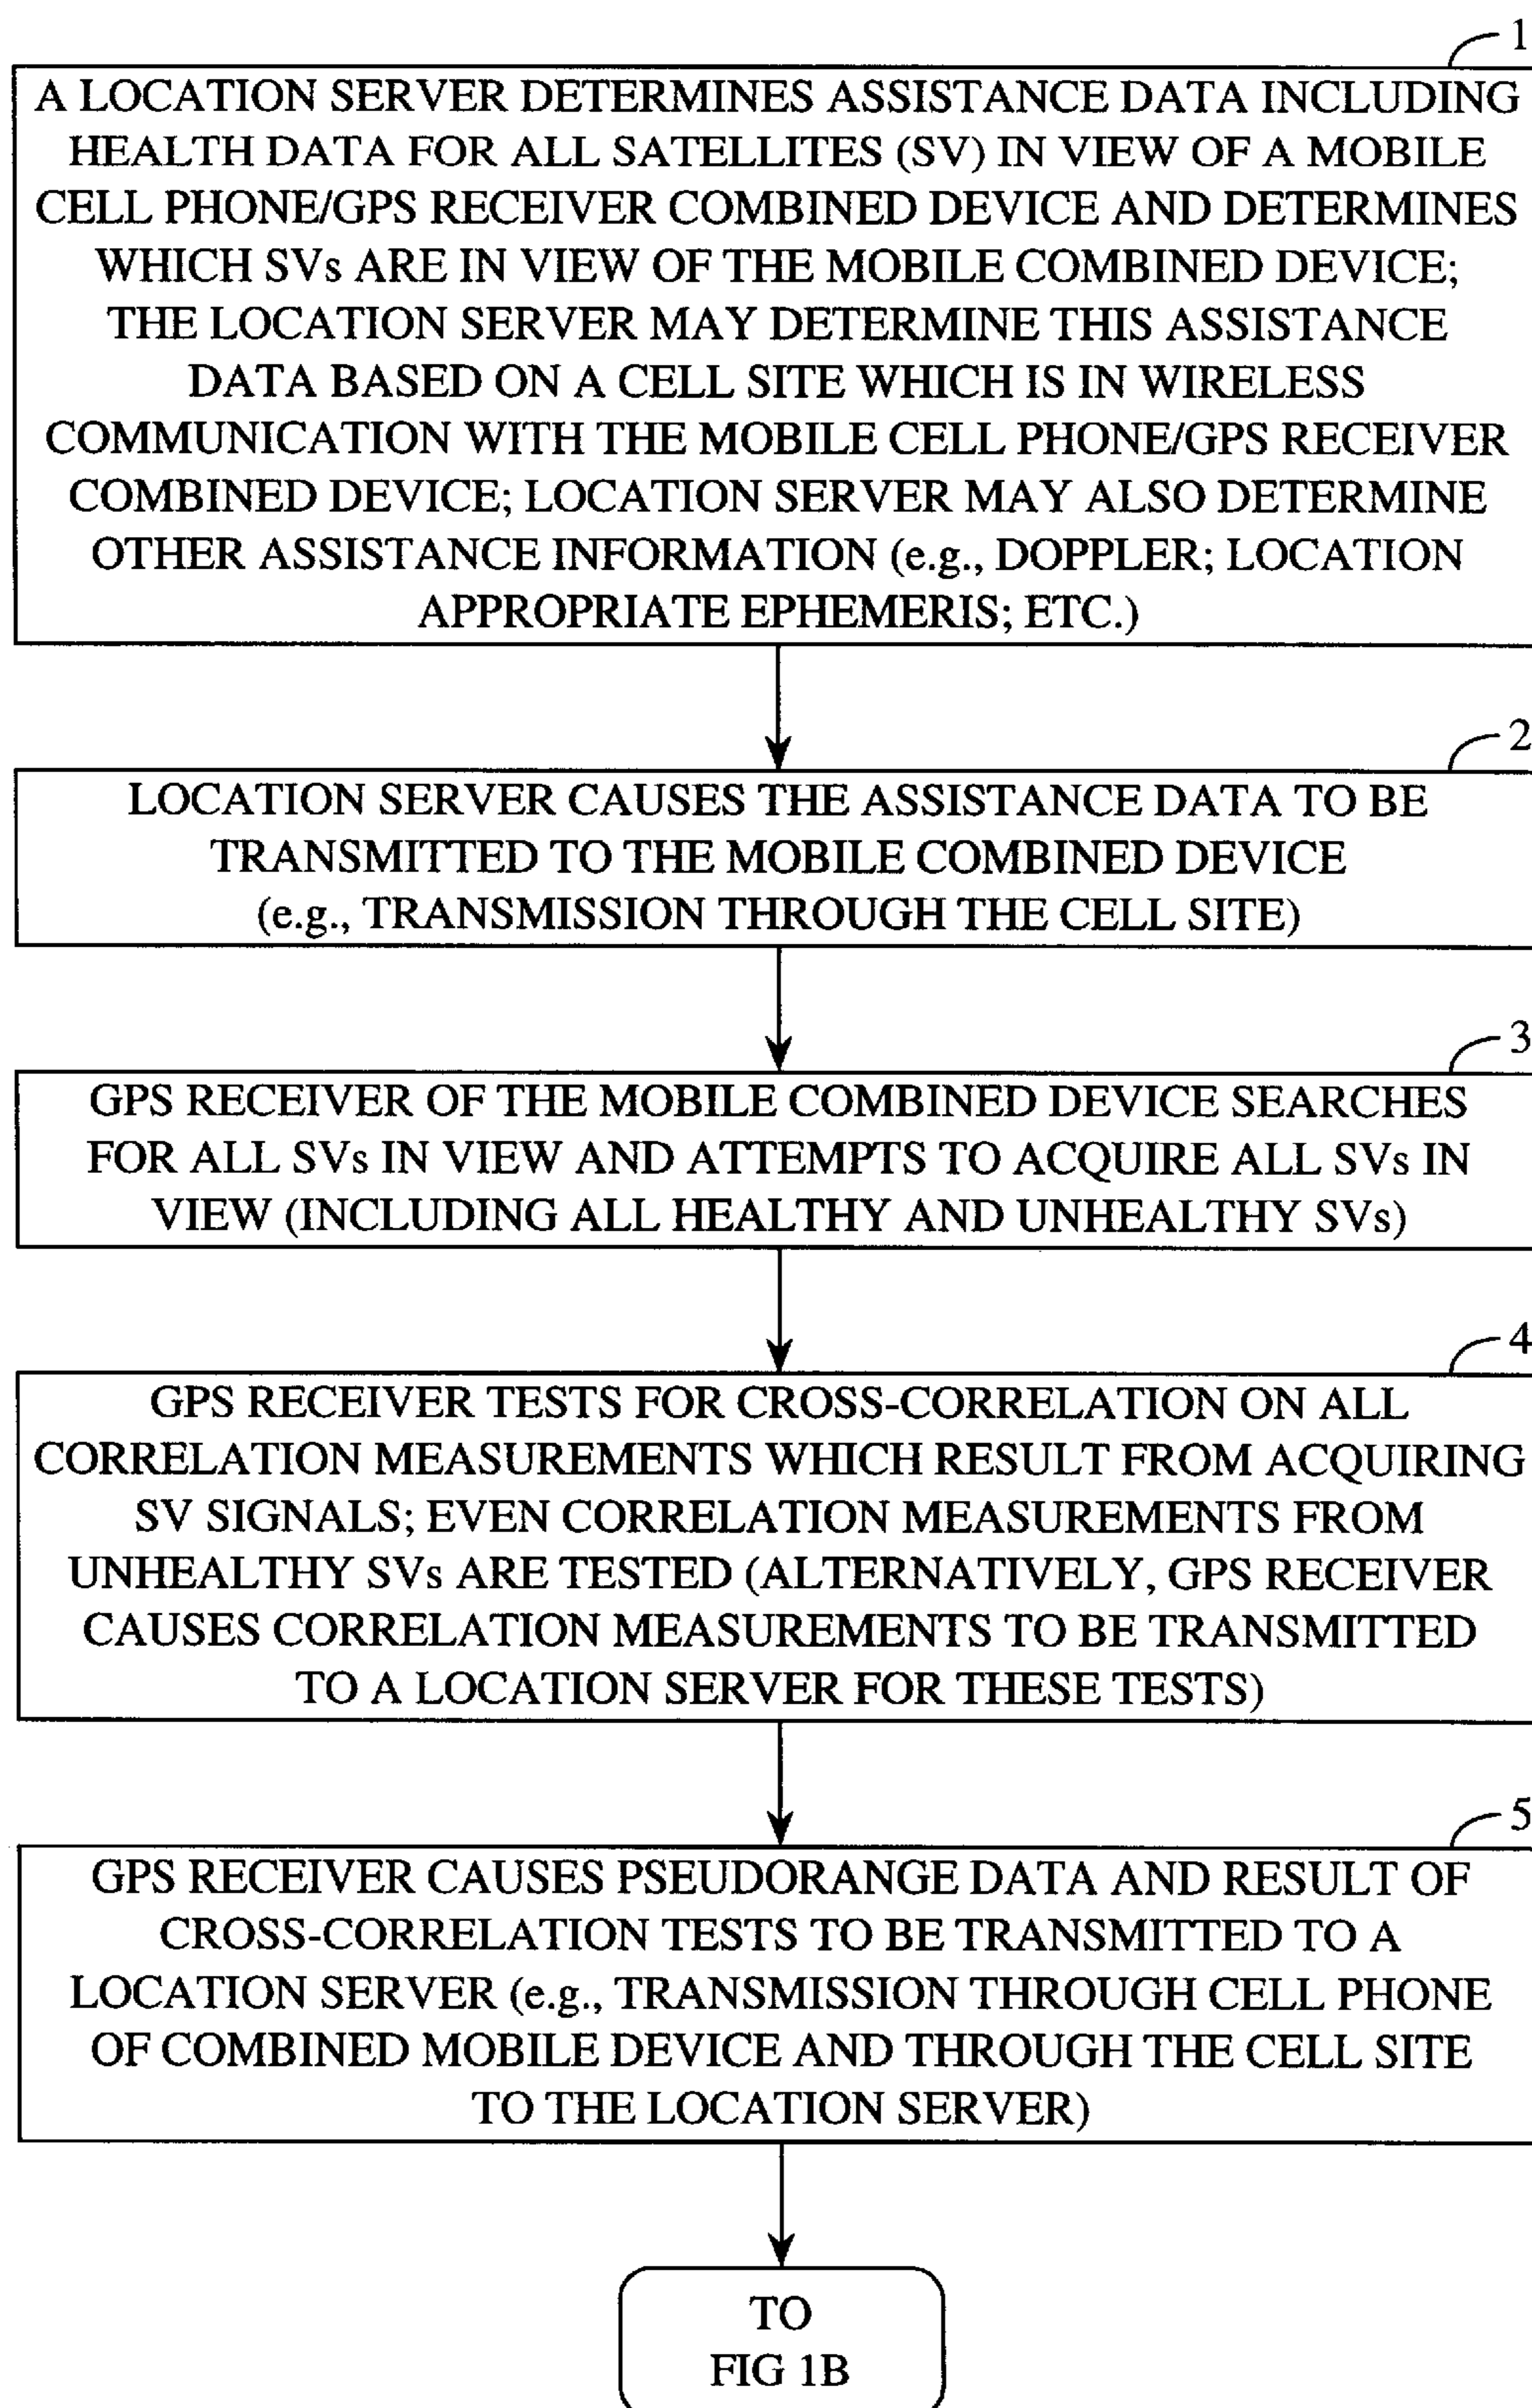 1
A LOCATION SERVER DETERMINES ASSISTANCE DATA INCLUDING
HEALTH DATA FOR ALL SATELLITES (SV) IN VIEW OF A MOBILE
CELL PHONE/GPS RECEIVER COMBINED DEVICE AND DETERMINES
WHICH SVs ARE IN VIEW OF THE MOBILE COMBINED DEVICE;
THE LOCATION SERVER MAY DETERMINE THIS ASSISTANCE
DATA BASED ON A CELL SITE WHICH IS IN WIRELESS
COMMUNICATION WITH THE MOBILE CELL PHONE/GPS RECEIVER
COMBINED DEVICE; LOCATION SERVER MAY ALSO DETERMINE
OTHER ASSISTANCE INFORMATION (e.g., DOPPLER; LOCATION
APPROPRIATE EPHEMERIS; ETC.)
2
LOCATION SERVER CAUSES THE ASSISTANCE DATA TO BE
TRANSMITTED TO THE MOBILE COMBINED DEVICE
(e.g., TRANSMISSION THROUGH THE CELL SITE)
3
GPS RECEIVER OF THE MOBILE COMBINED DEVICE SEARCHES
FOR ALL SVs IN VIEW AND ATTEMPTS TO ACQUIRE ALL SVs IN
VIEW (INCLUDING ALL HEALTHY AND UNHEALTHY SVs)
4
GPS RECEIVER TESTS FOR CROSS-CORRELATION ON ALL
CORRELATION MEASUREMENTS WHICH RESULT FROM ACQUIRING
SV SIGNALS; EVEN CORRELATION MEASUREMENTS FROM
UNHEALTHY SVs ARE TESTED (ALTERNATIVELY, GPS RECEIVER
CAUSES CORRELATION MEASUREMENTS TO BE TRANSMITTED
TO A LOCATION SERVER FOR THESE TESTS)
5
GPS RECEIVER CAUSES PSEUDORANGE DATA AND RESULT OF
CROSS-CORRELATION TESTS TO BE TRANSMITTED TO A
LOCATION SERVER (e.g., TRANSMISSION THROUGH CELL PHONE
OF COMBINED MOBILE DEVICE AND THROUGH THE CELL SITE
TO THE LOCATION SERVER)
TO
FIG 1B